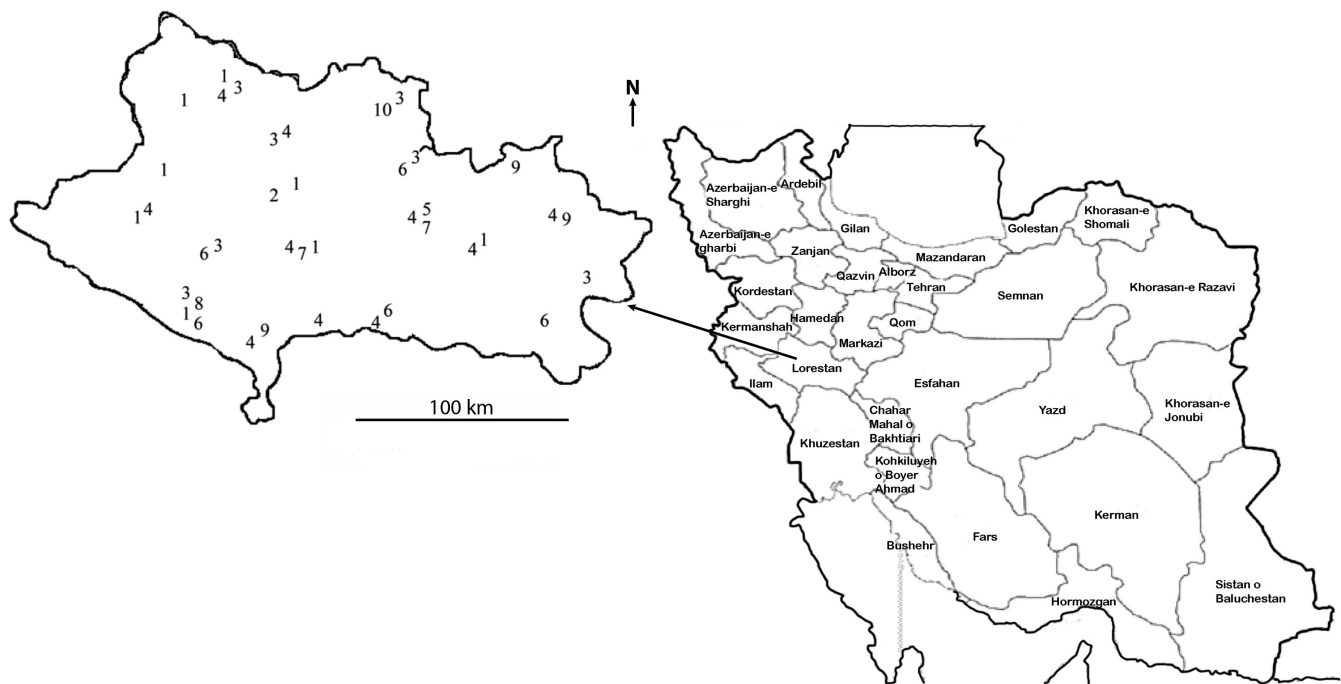 1
3
4
1
3
10
4
3
3
6
9
1
1
2
4
1
5
4
7
4
9
3
6
4
7
1
1
4
3
3
8
1
6
9
4
4
6
4
6
100 km
N
Azerbaijan-e
Sharghi
Ardebil
Khorasan-e
Shomali
Azerbaijan-e
gharbi
Gilan
Golestan
Zanjan
Mazandaran
Qazvin
Alborz
Tehran
Kordestan
Semnan
Khorasan-e Razavi
Hamedan
Qom
Kermanshah
Markazi
Lorestan
Ilam
Esfahan
Chahar
Mahal o
Bakhtiari
Yazd
Khorasan-e
Jonubi
Khuzestan
Kohkiluyeh
o Boyer
Ahmad
Kerman
Fars
Bushehr
Sistan o
Baluchestan
Hormozgan